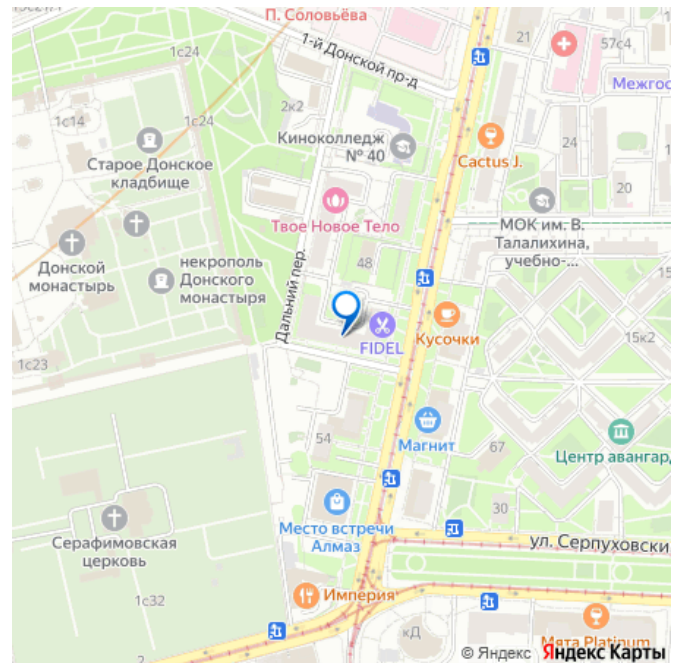 П. Соловьёва
1-й Донской пр-д
21
57с4
1с24
1с24
2к2
Межгос
1с14
Киноколледж
№ 40
Cactus J.
24
Старое Донское
кладбище
20
Твое Новое Тело
МОК им. В.
Талалихина,
учебно-...
Донской
монастырь
некрополь
Донского
монастыря
Дальний пер.
48
15
FIDEL
Кусочки
15к2
1с23
54
Магнит
67
Центр авангард
30
Место встречи
Алмаз
Серафимовская
церковь
ул. Серпуховски
1с32
Империя
2
кД
Мята Platinum
© Яндекс Яндекс Карты